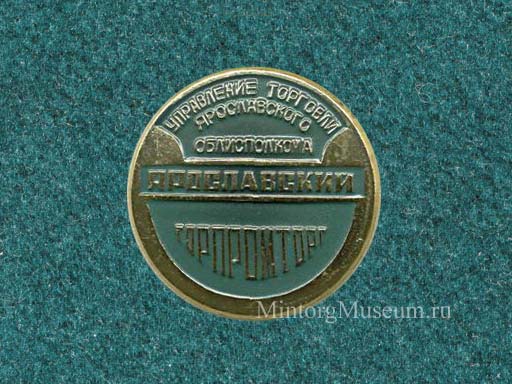 УПРАВЛЕНИЕ ТОРГОВЛИ
ЯРОСЛАВСКОГО
ОБЛИСПОЛКОМА
ЯРОСЛАВСКИЙ
ГОРПРОМТОРГ
MintorgMuseum.ru